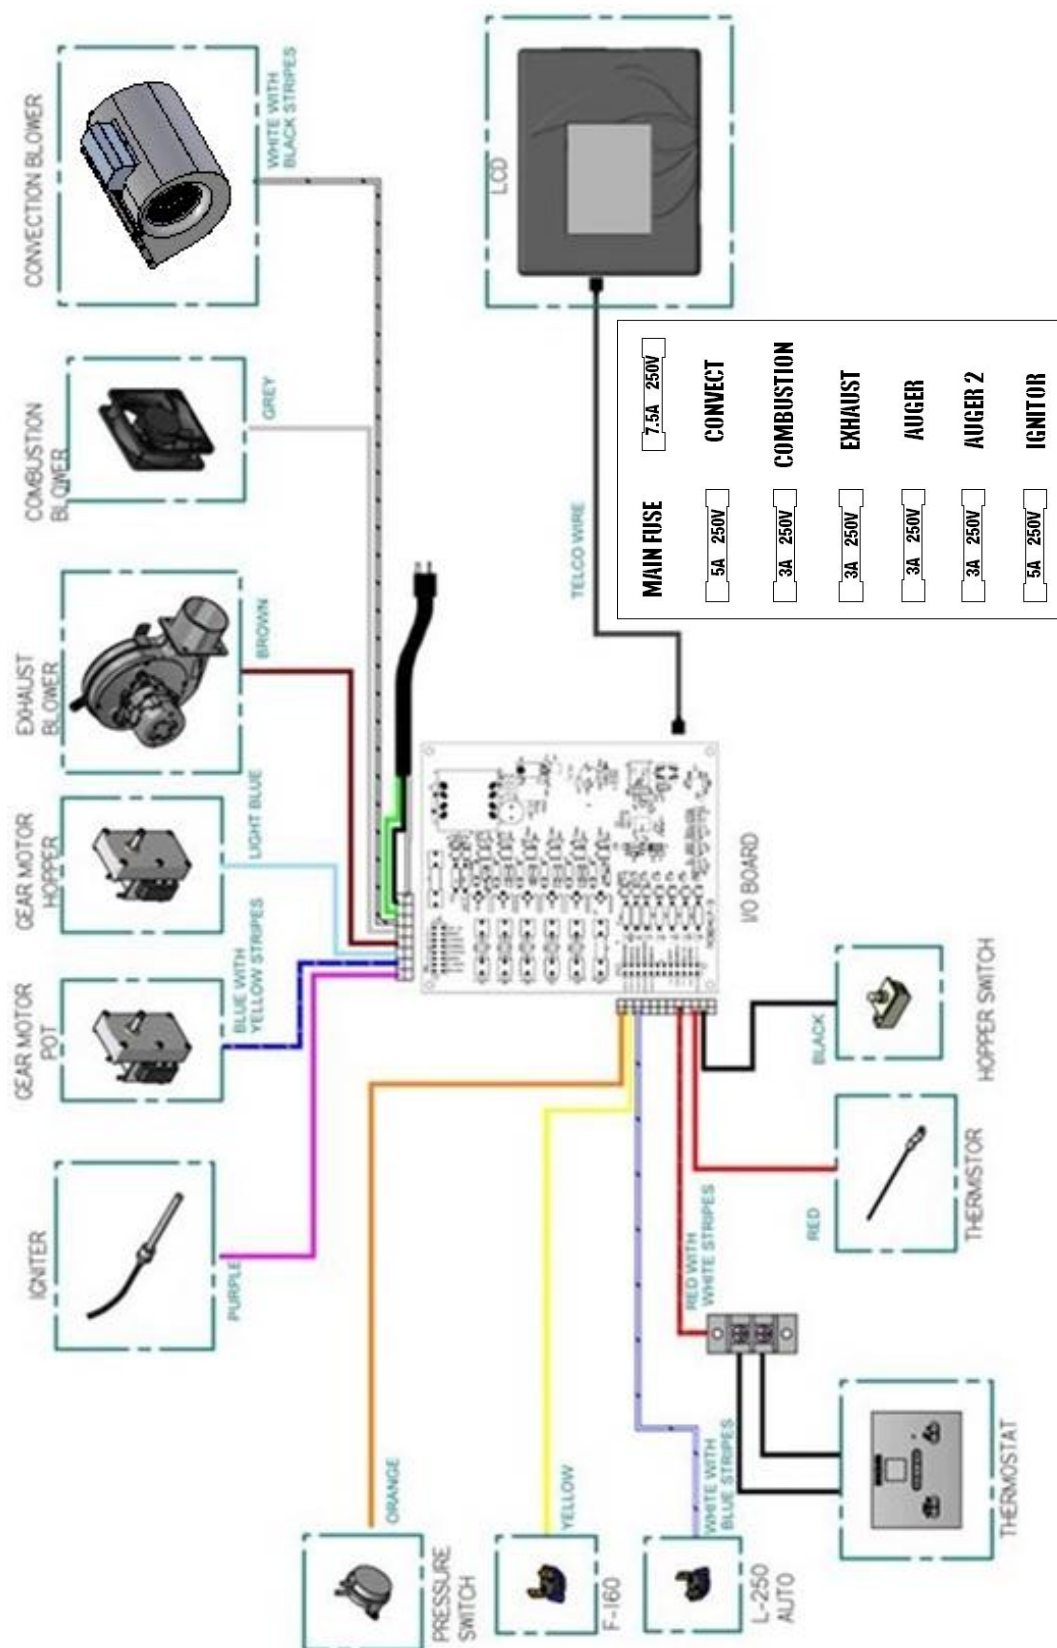 CONVECTION BLOWER
WHITE WITH
BLACK STRIPES
COMBUSTION
BLOWER
GREY
EXHAUST
BLOWER
BROWN
GEAR MOTOR
HOPPER
LIGHT BLUE
GEAR MOTOR
POT
BLUE WITH
YELLOW STRIPES
IGNITER
PURPLE
LCD
TELCO WIRE
MAIN FUSE 7.5A 250V
5A 250V CONVECT
3A 250V COMBUSTION
3A 250V EXHAUST
3A 250V AUGER
3A 250V AUGER 2
5A 250V IGNITOR
I/O BOARD
PRESSURE
SWITCH
ORANGE
F-160
YELLOW
L-250
AUTO
WHITE WITH
BLUE STRIPES
THERMOSTAT
RED WITH
WHITE STRIPES
THERMISTOR
RED
HOPPER SWITCH
BLACK